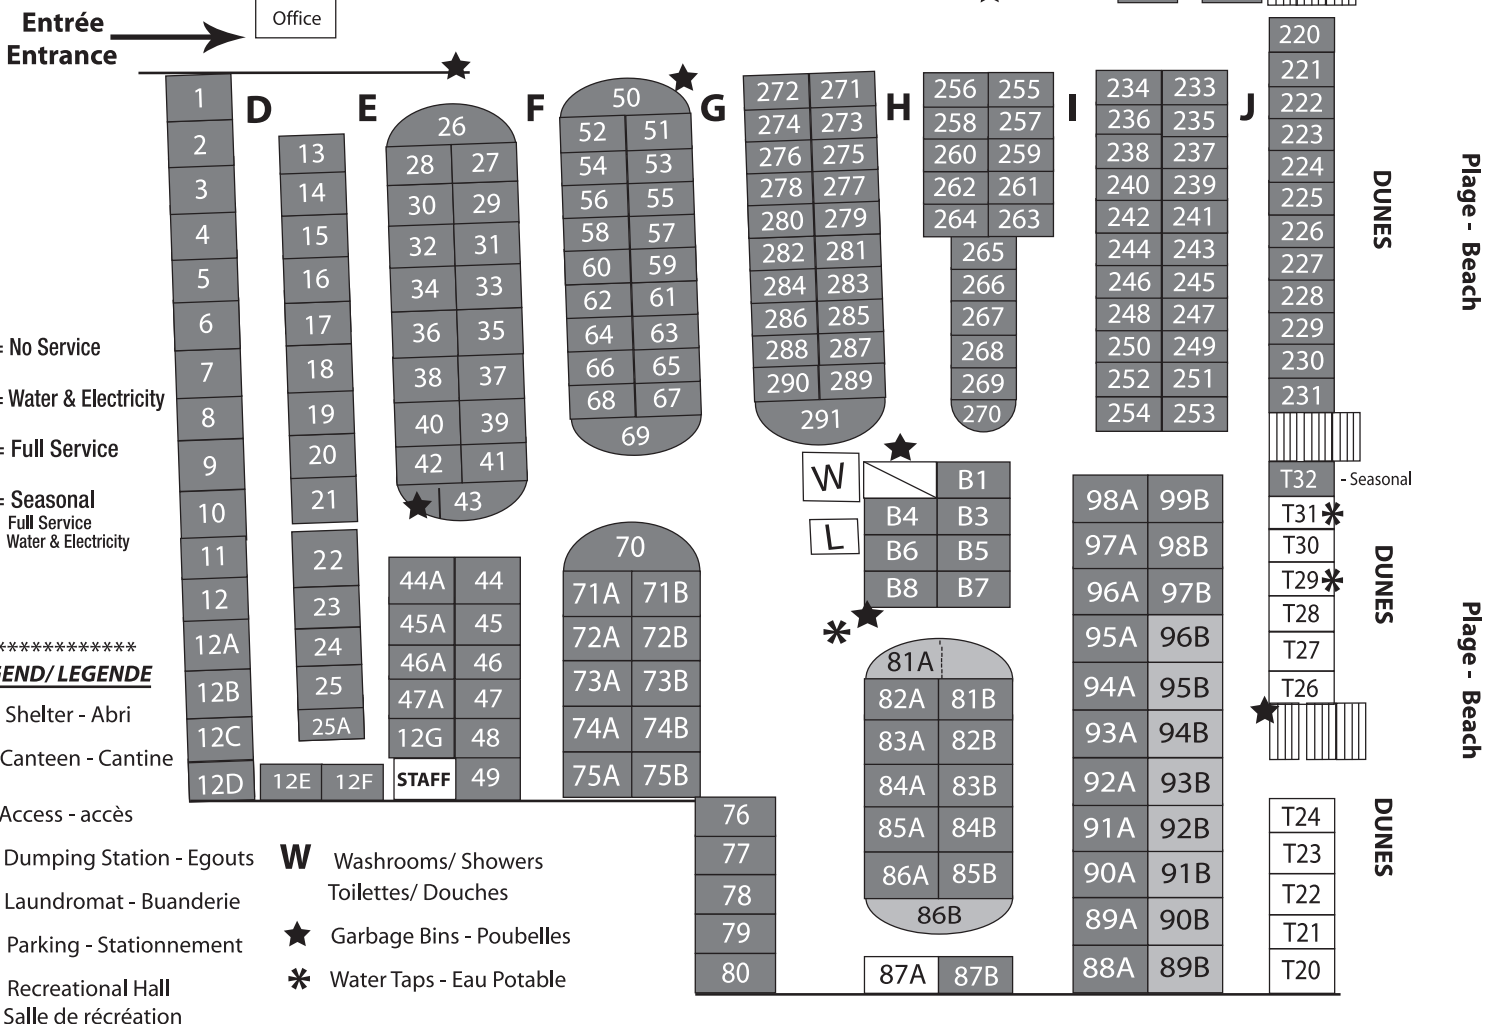 Entrée
Entrance
Office
D
E
F
G
H
I
J
1
2
3
4
5
6
7
8
9
10
11
12
12A
12B
12C
12D
13
14
15
16
17
18
19
20
21
22
23
24
25
25A
12E 12F
26
28 27
30 29
32 31
34 33
36 35
38 37
40 39
42 41
43
44A 44
45A 45
46A 46
47A 47
12G 48
STAFF 49
50
52 51
54 53
56 55
58 57
60 59
62 61
64 63
66 65
68 67
69
70
71A 71B
72A 72B
73A 73B
74A 74B
75A 75B
76
77
78
79
80
272 271
274 273
276 275
278 277
280 279
282 281
284 283
286 285
288 287
290 289
291
W
L
B1
B4 B3
B6 B5
B8 B7
81A
82A 81B
83A 82B
84A 83B
85A 84B
86A 85B
86B
87A 87B
256 255
258 257
260 259
262 261
264 263
265
266
267
268
269
270
234 233
236 235
238 237
240 239
242 241
244 243
246 245
248 247
250 249
252 251
254 253
98A 99B
97A 98B
96A 97B
95A 96B
94A 95B
93A 94B
92A 93B
91A 92B
90A 91B
89A 90B
88A 89B
220
221
222
223
224
225
226
227
228
229
230
231
T32 - Seasonal
T31
T30
T29
T28
T27
T26
T24
T23
T22
T21
T20
DUNES
DUNES
DUNES
Plage - Beach
Plage - Beach
= No Service
= Water & Electricity
= Full Service
= Seasonal
Full Service
Water & Electricity
************
END/ LEGENDE
Shelter - Abri
Canteen - Cantine
Access - accès
Dumping Station - Egouts
Laundromat - Buanderie
Parking - Stationnement
Recreational Hall
Salle de récréation
W Washrooms/ Showers
Toilettes/ Douches
Garbage Bins - Poubelles
Water Taps - Eau Potable